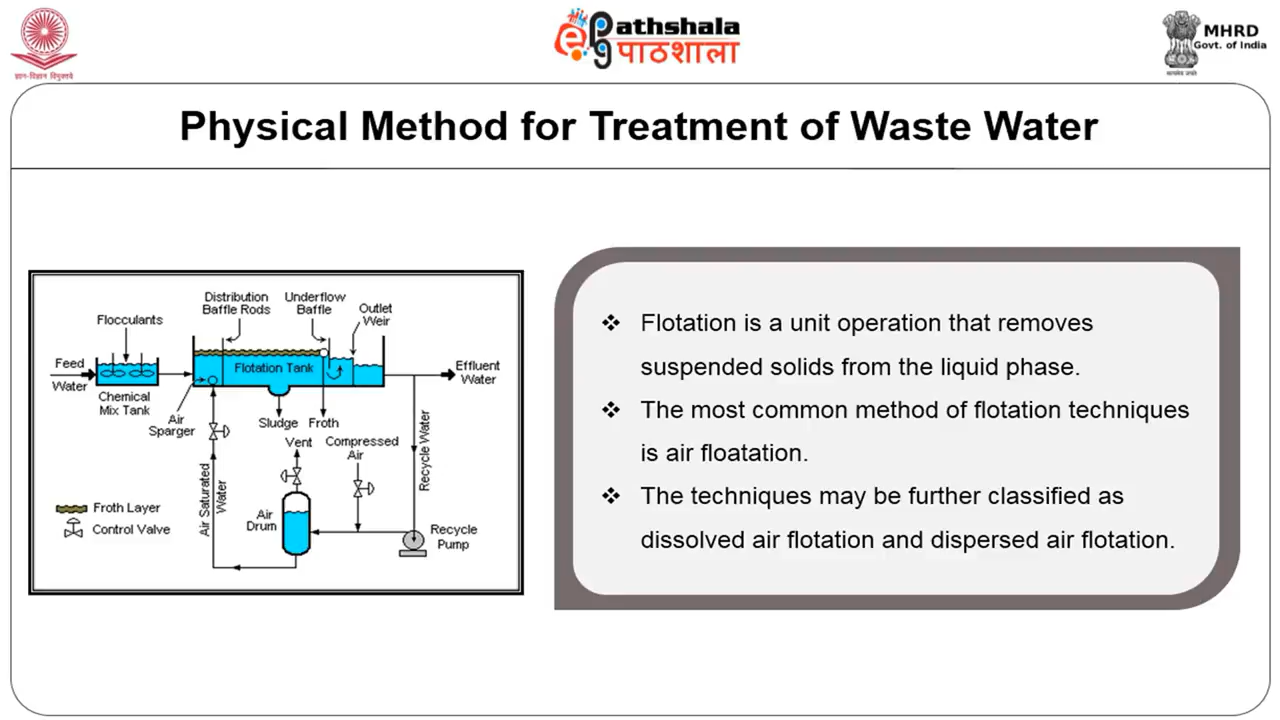 ज्ञान-विज्ञान विमुक्तये
ePathshala
पाठशाला
MHRD
Govt. of India
सत्यमेव जयते
Physical Method for Treatment of Waste Water
Distribution
Baffle Rods
Underflow
Baffle
Outlet
Weir
Flocculants
Feed
Water
Flotation Tank
Effluent
Water
Chemical
Mix Tank
Air
Sparger
Sludge
Froth
Vent
Compressed
Air
Recycle Water
Air Saturated
Water
Froth Layer
Control Valve
Air
Drum
Recycle
Pump
❖ Flotation is a unit operation that removes
suspended solids from the liquid phase.
❖ The most common method of flotation techniques
is air floatation.
❖ The techniques may be further classified as
dissolved air flotation and dispersed air flotation.